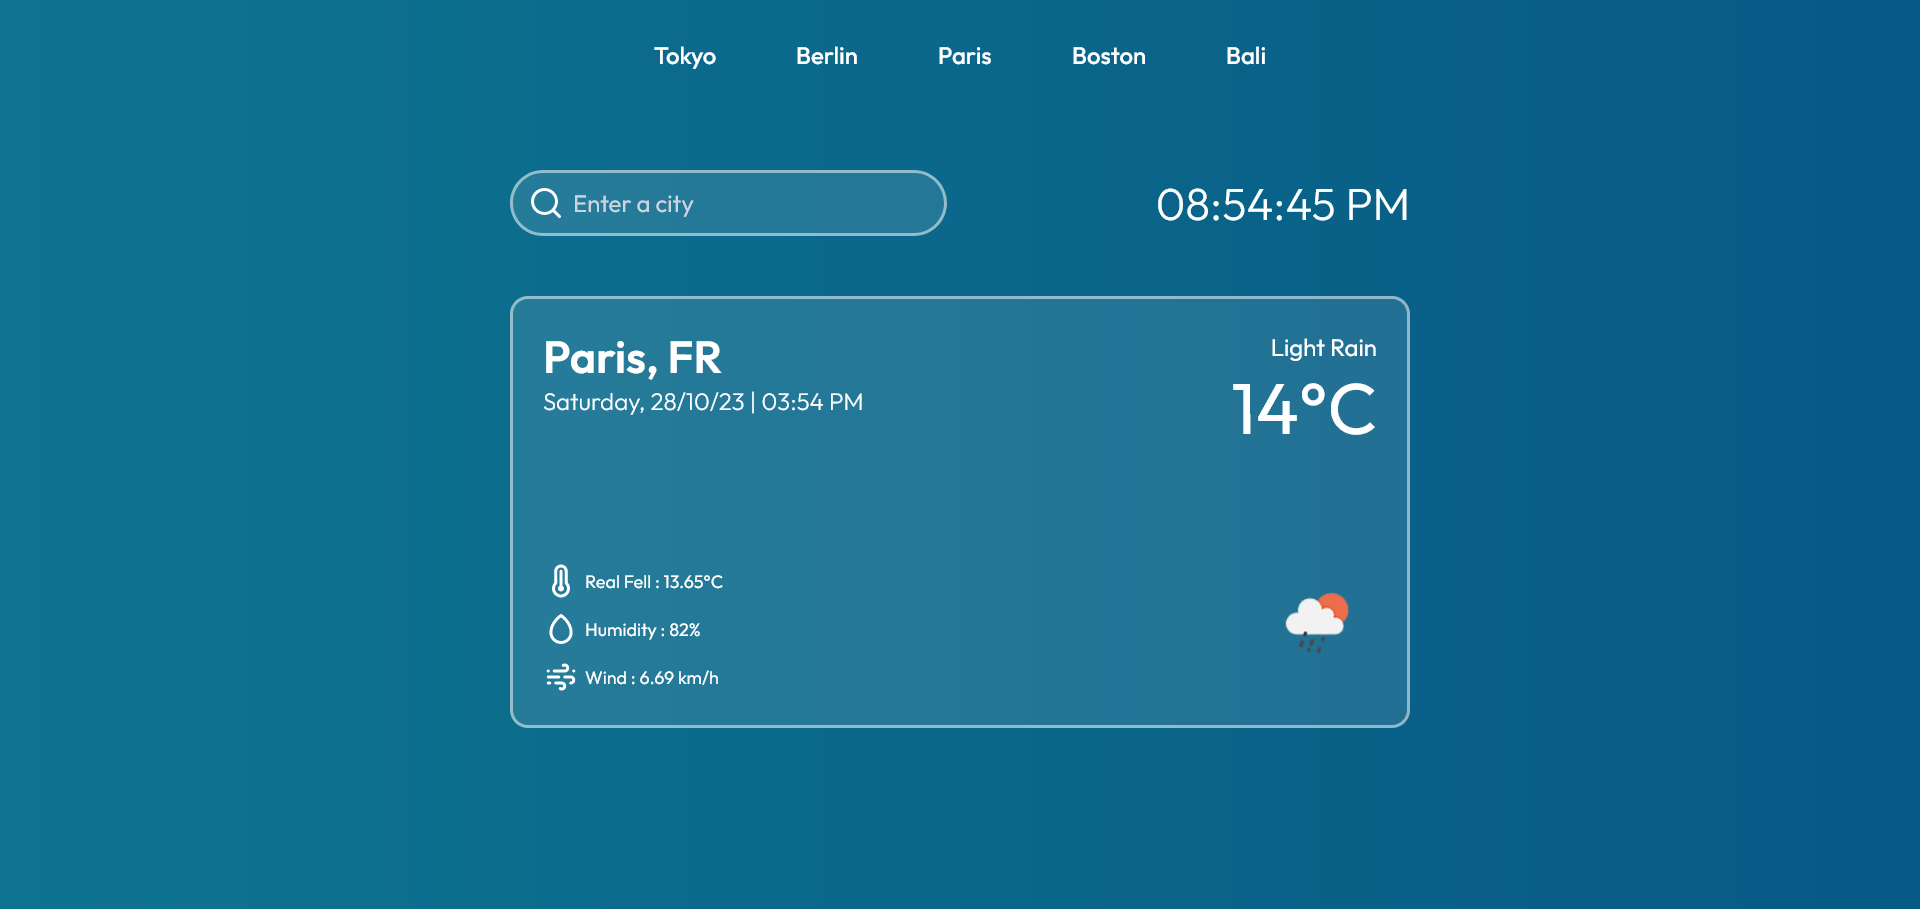 Tokyo Berlin Paris Boston Bali
Enter a city
08:54:45 PM
Paris, FR
Saturday, 28/10/23 | 03:54 PM
Light Rain
14°C
Real Fell : 13.65°C
Humidity : 82%
Wind : 6.69 km/h